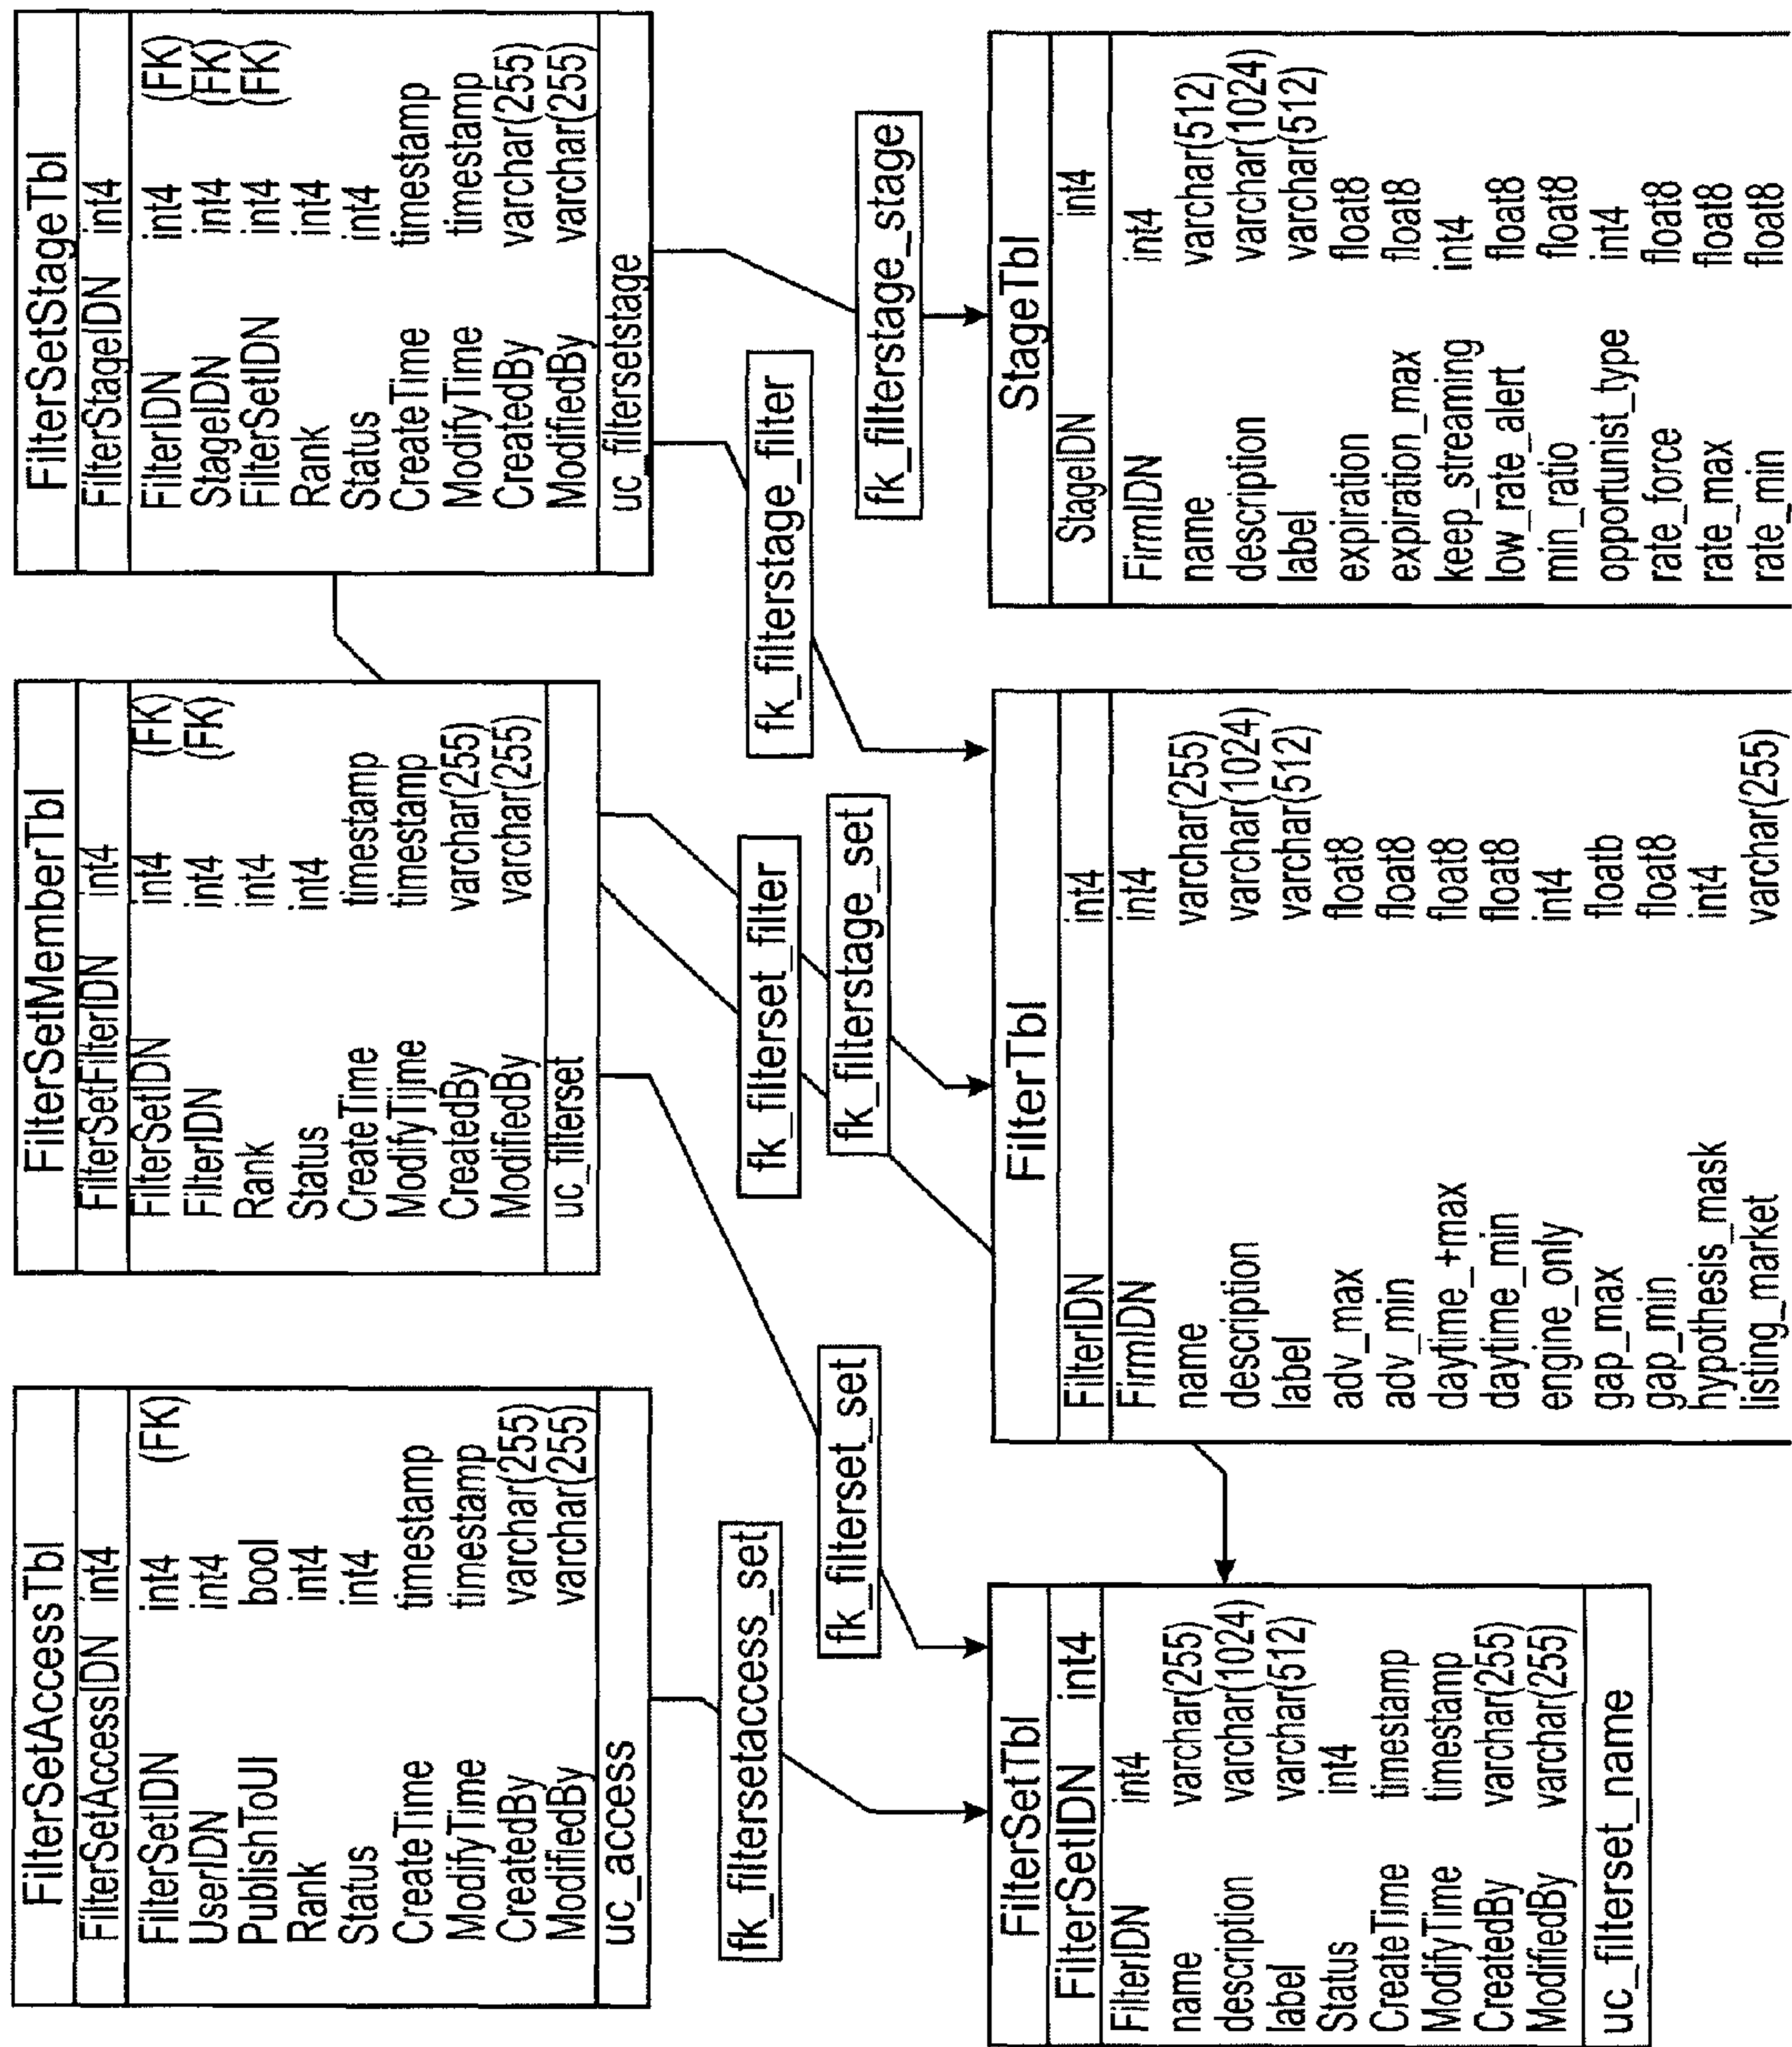 FilterSetAccessTbl
FilterSetAccessIDN int4
FilterSetIDN int4 (FK)
UserIDN int4
PublishToUI bool
Rank int4
Status int4
CreateTime timestamp
ModifyTime timestamp
CreatedBy varchar(255)
ModifiedBy varchar(255)
uc_access
FilterSetMemberTbl
FilterSetFilterIDN int4
FilterSetIDN int4 (FK)
FilterIDN int4 (FK)
Rank int4
Status int4
CreateTime timestamp
ModifyTijme timestamp
CreatedBy varchar(255)
ModifiedBy varchar(255)
uc_filterset
FilterSetStageTbl
FilterStageIDN int4
FilterIDN int4 (FK)
StageIDN int4 (FK)
FilterSetIDN int4 (FK)
Rank int4
Status int4
CreateTime timestamp
ModifyTime timestamp
CreatedBy varchar(255)
ModifiedBy varchar(255)
uc_filtersetstage
fk_filtersetaccess_set
fk_filterset_set
fk_filterset_filter
fk_filterstage_set
fk_filterstage_filter
fk_filterstage_stage
FilterSetTbl
FilterSetIDN int4
FilterIDN int4
name varchar(255)
description varchar(1024)
label varchar(512)
Status int4
CreateTime timestamp
ModifyTime timestamp
CreatedBy varchar(255)
ModifiedBy varchar(255)
uc_filterset_name
FilterTbl
FilterIDN int4
FirmIDN int4
name varchar(255)
description varchar(1024)
label varchar(512)
adv_max float8
adv_min float8
daytime_+max float8
daytime_min float8
engine_only int4
gap_max floatb
gap_min float8
hypothesis_mask int4
listing_market varchar(255)
StageTbl
StageIDN int4
FirmIDN int4
name varchar(512)
description varchar(1024)
label varchar(512)
expiration float8
expiration_max float8
keep_streaming int4
low_rate_alert float8
min_ratio float8
opportunist_type int4
rate_force float8
rate_max float8
rate_min float8